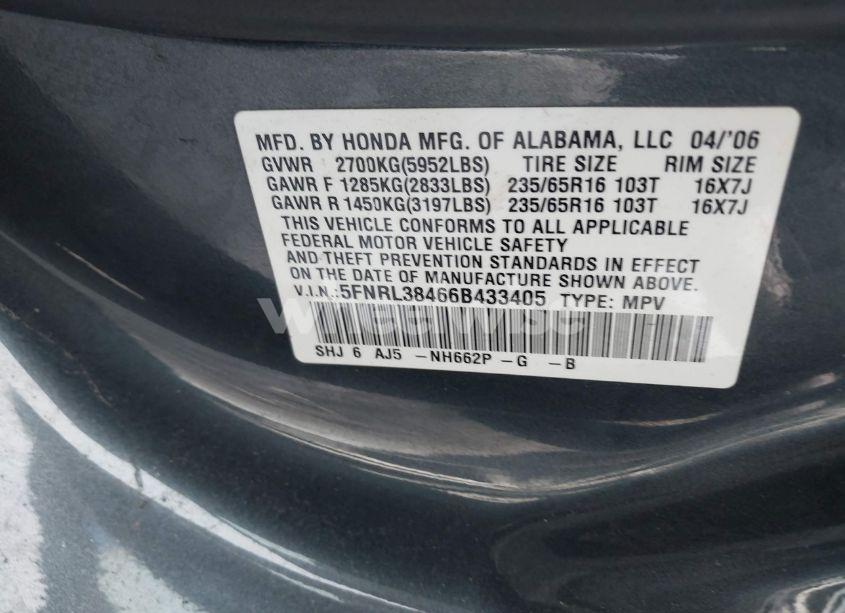 MFD. BY HONDA MFG. OF ALABAMA, LLC 04/'06
GVWR 2700KG(5952LBS) TIRE SIZE RIM SIZE
GAWR F 1285KG(2833LBS) 235/65R16 103T 16X7J
GAWR R 1450KG(3197LBS) 235/65R16 103T 16X7J
THIS VEHICLE CONFORMS TO ALL APPLICABLE
FEDERAL MOTOR VEHICLE SAFETY
AND THEFT PREVENTION STANDARDS IN EFFECT
ON THE DATE OF MANUFACTURE SHOWN ABOVE.
V.I.N.:5FNRL38466B433405 TYPE: MPV
SHJ 6 AJ5 -NH662P -G -B